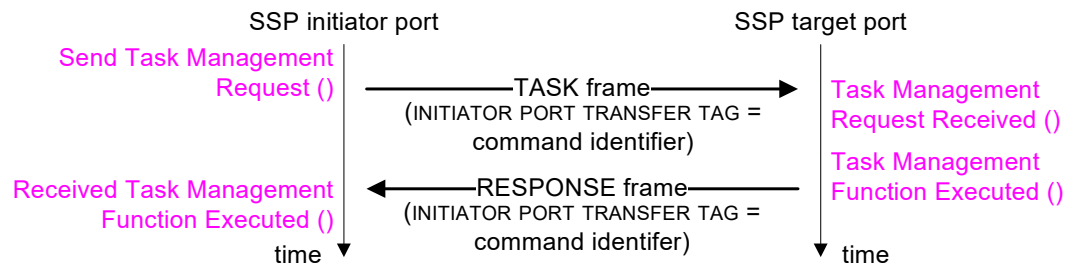 SSP initiator port
SSP target port
Send Task Management
Request ()
TASK frame
(INITIATOR PORT TRANSFER TAG =
command identifier)
Task Management
Request Received ()
Task Management
Function Executed ()
Received Task Management
Function Executed ()
RESPONSE frame
(INITIATOR PORT TRANSFER TAG =
command identifer)
time
time